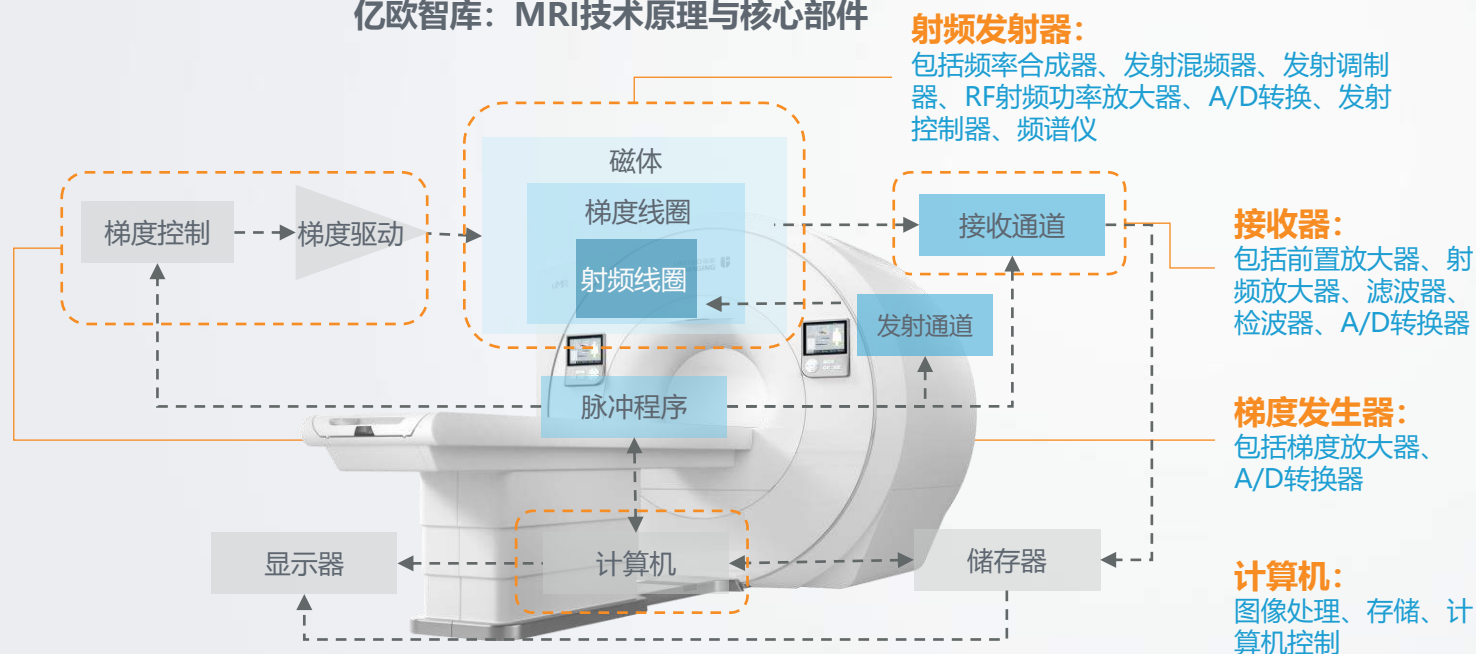 亿欧智库：MRI技术原理与核心部件
射频发射器：
包括频率合成器、发射混频器、发射调制
器、RF射频功率放大器、A/D转换、发射
控制器、频谱仪
磁体
梯度线圈
射频线圈
梯度控制
梯度驱动
接收通道
发射通道
接收器：
包括前置放大器、射
频放大器、滤波器、
检波器、A/D转换器
脉冲程序
梯度发生器：
包括梯度放大器、
A/D转换器
显示器
计算机
储存器
计算机：
图像处理、存储、计
算机控制